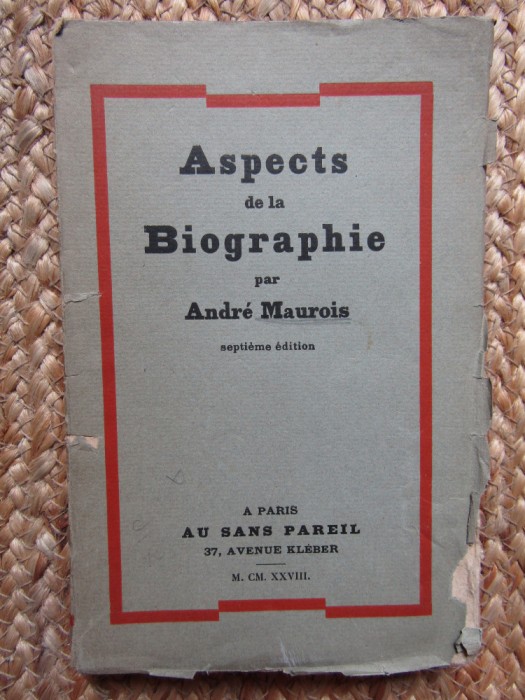 Aspects
de la
Biographie
par
André Maurois
septième édition
A PARIS
AU SANS PAREIL
37, AVENUE KLÉBER
M. CM. XXVIII.